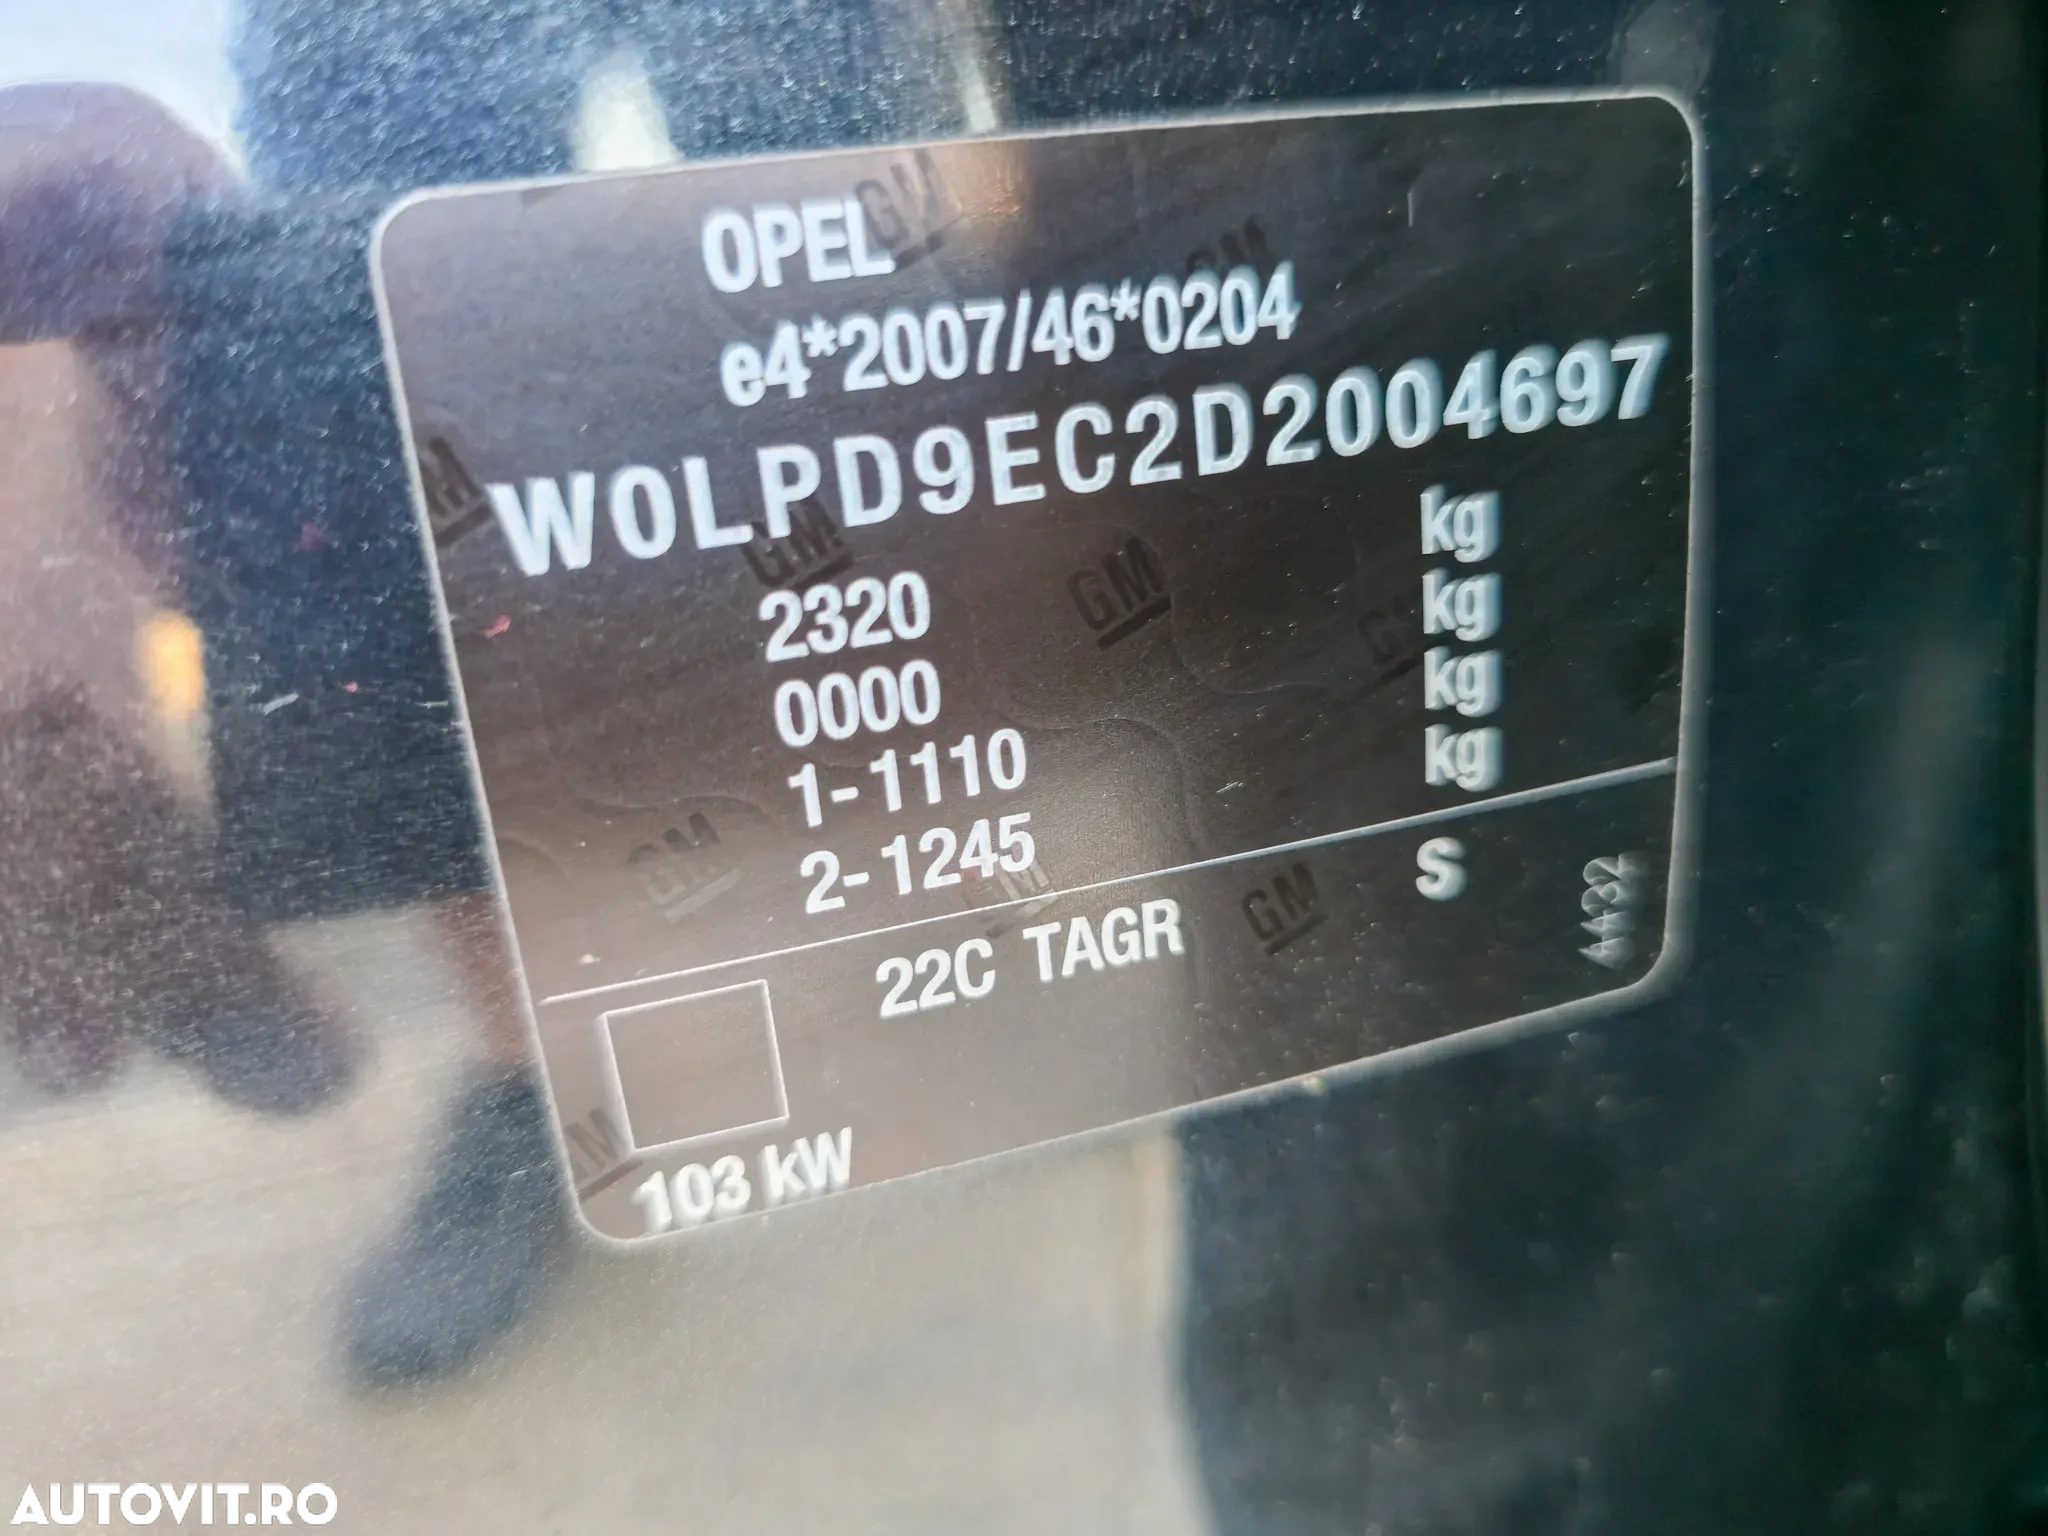 OPEL
e4*2007/46*0204
W0LPD9EC2D2004697
2320 kg
0000 kg
1-1110 kg
2-1245 kg
22C TAGR S
103 kW
AUTOVIT.RO